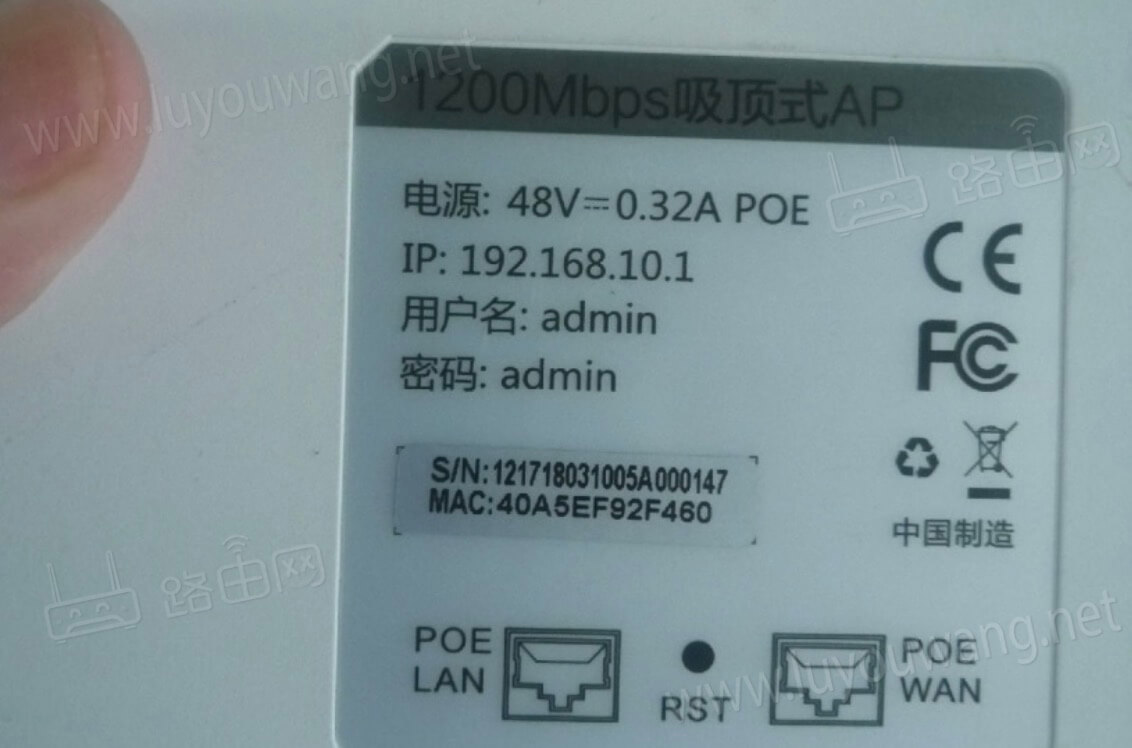 www.luyouwang.net
1200Mbps吸顶式AP
路由网
电源: 48V⎓0.32A POE
IP: 192.168.10.1
CE
用户名: admin
FC
密码: admin
S/N:121718031005A000147
MAC:40A5EF92F460
中国制造
路由网
POE LAN
RST
POE WAN
www.luyouwang.net